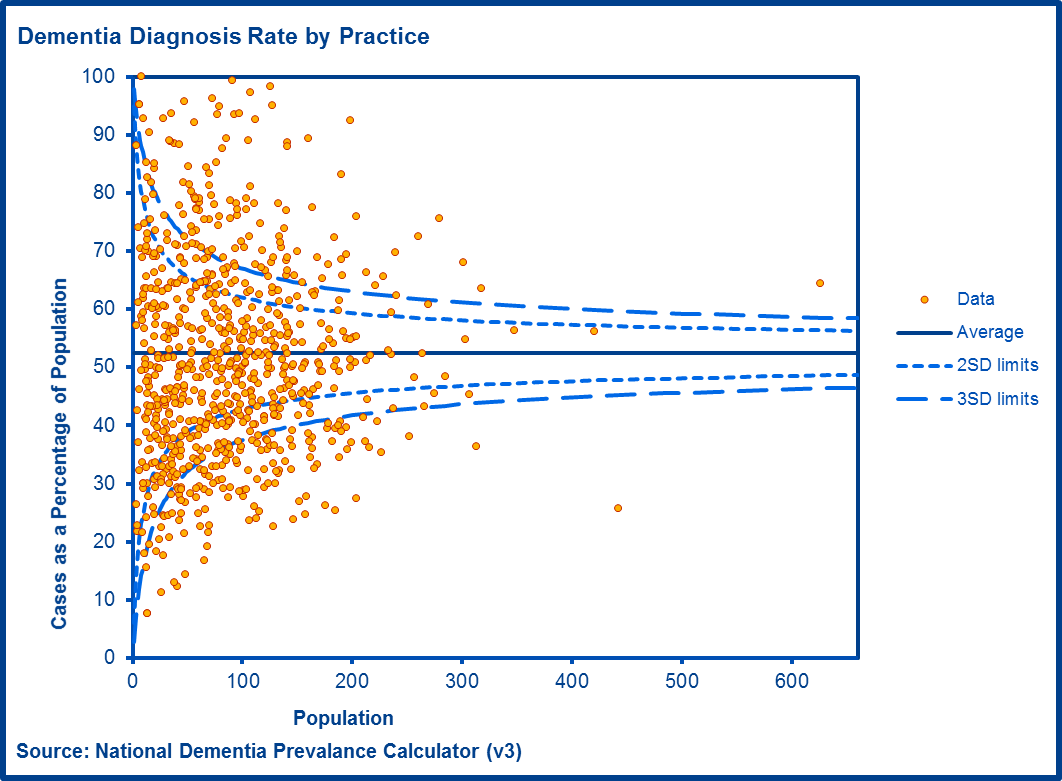 Dementia Diagnosis Rate by Practice
100
90
80
70
60
50
40
30
20
10
0
Cases as a Percentage of Population
0 100 200 300 400 500 600
Population
Data
Average
2SD limits
3SD limits
Source: National Dementia Prevalance Calculator (v3)